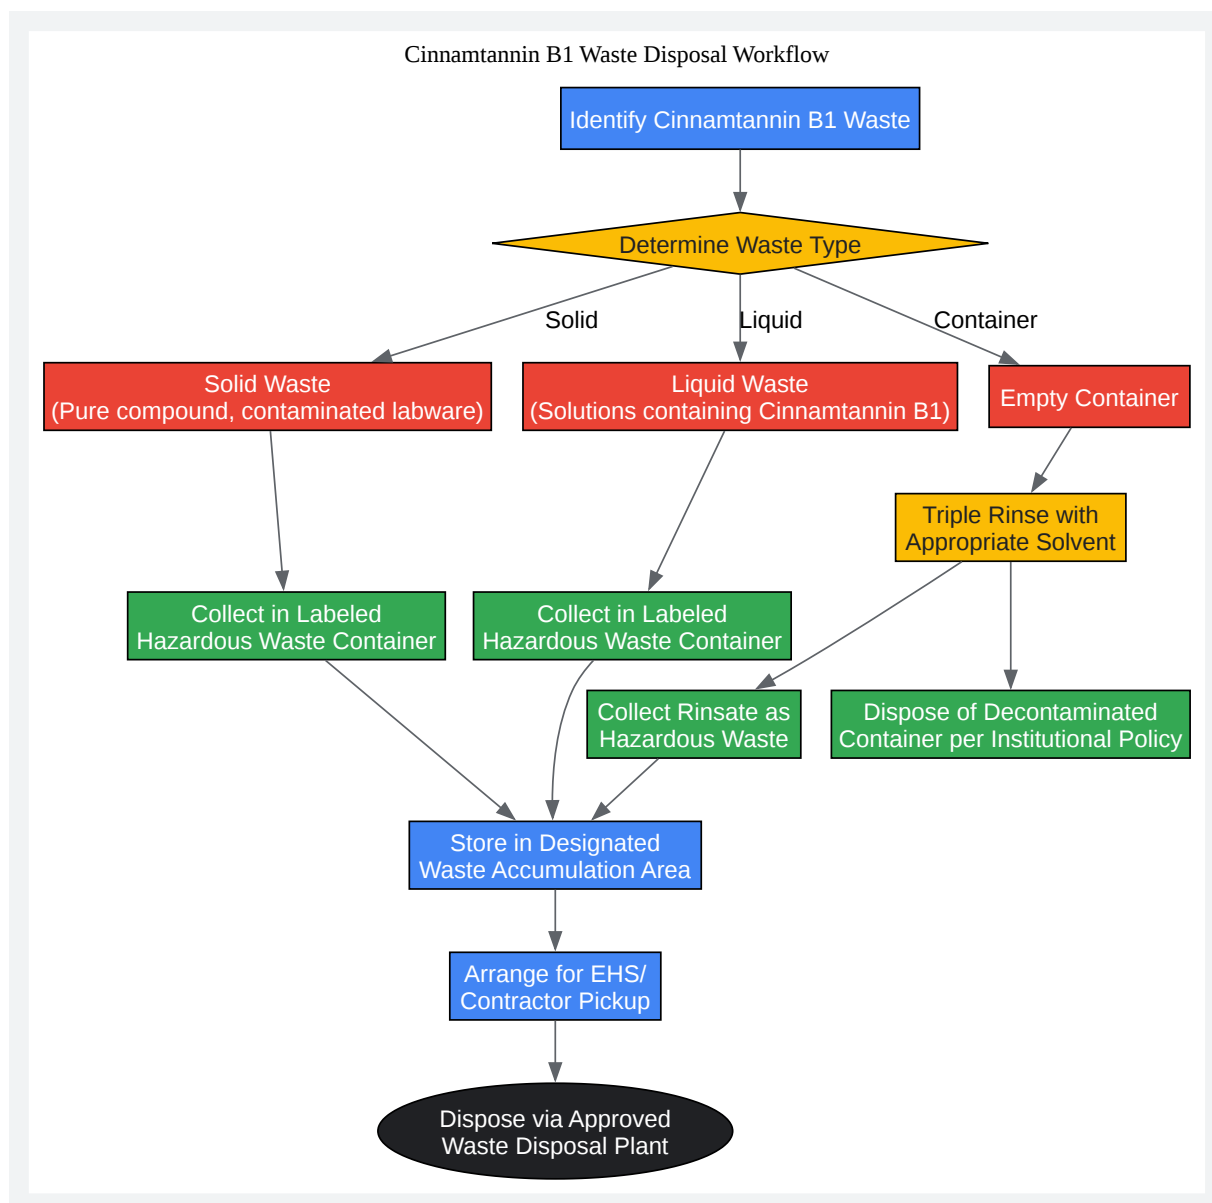 Cinnamtannin B1 Waste Disposal Workflow
Identify Cinnamtannin B1 Waste
Determine Waste Type
Solid
Liquid
Container
Solid Waste
(Pure compound, contaminated labware)
Liquid Waste
(Solutions containing Cinnamtannin B1)
Empty Container
Triple Rinse with
Appropriate Solvent
Collect in Labeled
Hazardous Waste Container
Collect in Labeled
Hazardous Waste Container
Collect Rinsate as
Hazardous Waste
Dispose of Decontaminated
Container per Institutional Policy
Store in Designated
Waste Accumulation Area
Arrange for EHS/
Contractor Pickup
Dispose via Approved
Waste Disposal Plant